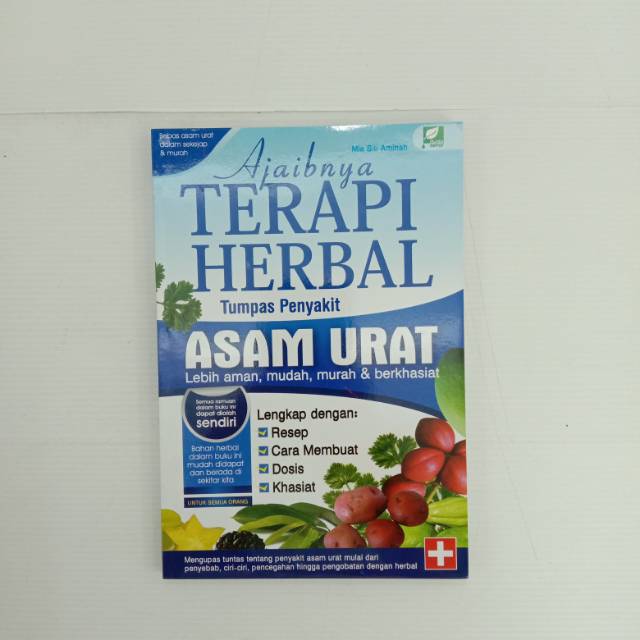 Bebas asam urat
dalam sekejap
& murah
Mia Siti Aminah
Ajaibnya
TERAPI
HERBAL
Tumpas Penyakit
ASAM URAT
Lebih aman, mudah, murah & berkhasiat
Semua ramuan
dalam buku ini
dapat diolah
sendiri
Bahan herbal
dalam buku ini
mudah didapat
dan berada di
sekitar kita
UNTUK SEMUA ORANG
Lengkap dengan:
Resep
Cara Membuat
Dosis
Khasiat
Mengupas tuntas tentang penyakit asam urat mulai dari
penyebab, ciri-ciri, pencegahan hingga pengobatan dengan herbal